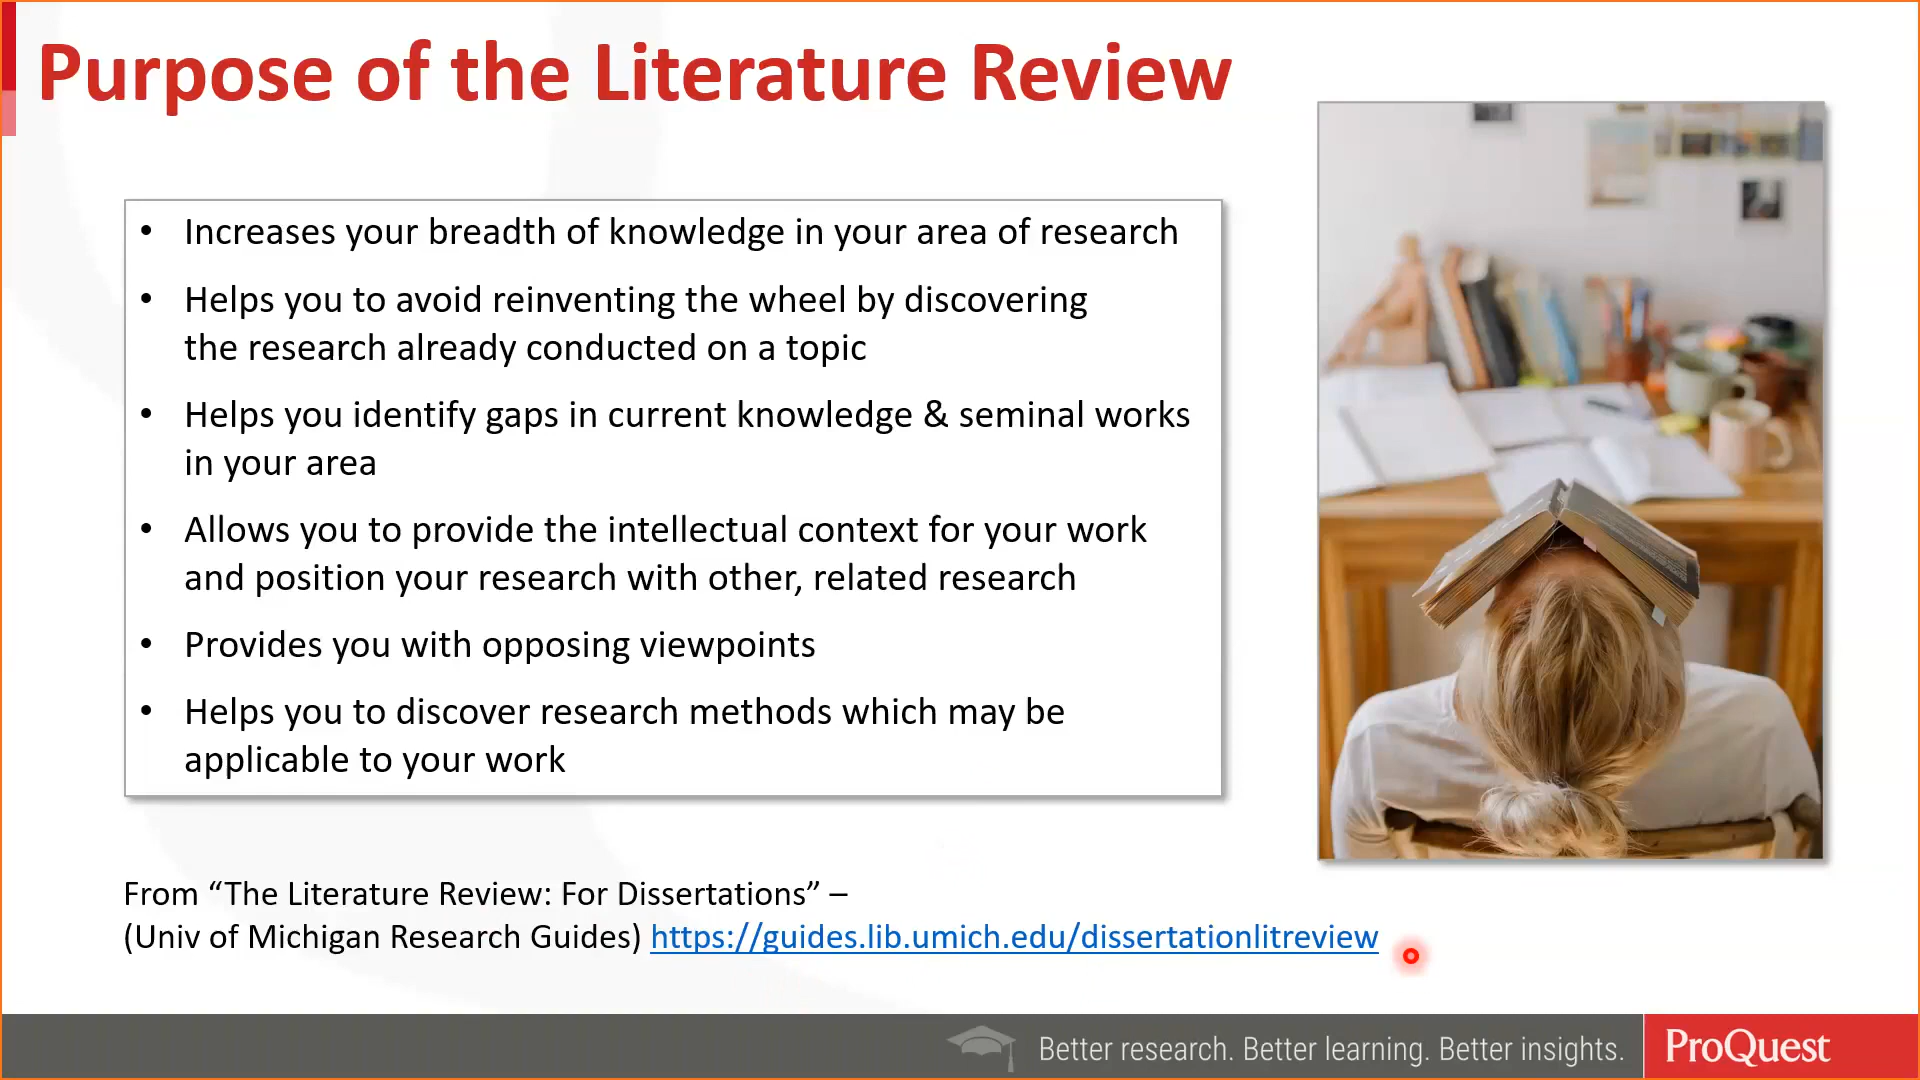 Purpose of the Literature Review
• Increases your breadth of knowledge in your area of research
• Helps you to avoid reinventing the wheel by discovering
the research already conducted on a topic
• Helps you identify gaps in current knowledge & seminal works
in your area
• Allows you to provide the intellectual context for your work
and position your research with other, related research
• Provides you with opposing viewpoints
• Helps you to discover research methods which may be
applicable to your work
From “The Literature Review: For Dissertations” –
(Univ of Michigan Research Guides) https://guides.lib.umich.edu/dissertationlitreview
Better research. Better learning. Better insights.
ProQuest